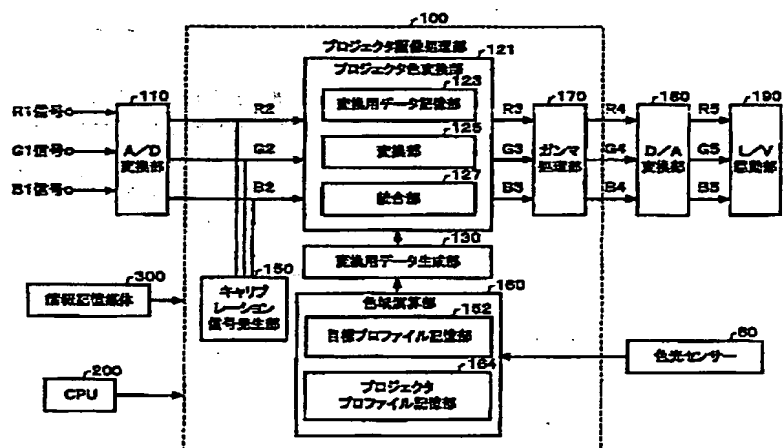 100
プロジェクタ画像処理部
121
プロジェクタ色変換部
123
変換用データ記憶部
125
変換部
127
統合部
110
A/D
変換部
R1信号
G1信号
B1信号
R2
G2
B2
R3
G3
B3
170
ガンマ
処理部
R4
G4
B4
180
D/A
変換部
R5
G5
B5
190
L/V
駆動部
130
変換用データ生成部
150
キャリブ
レーション
信号発生部
160
色域演算部
162
目標プロファイル記憶部
164
プロジェクタ
プロファイル記憶部
300
情報記憶媒体
200
CPU
60
色光センサー